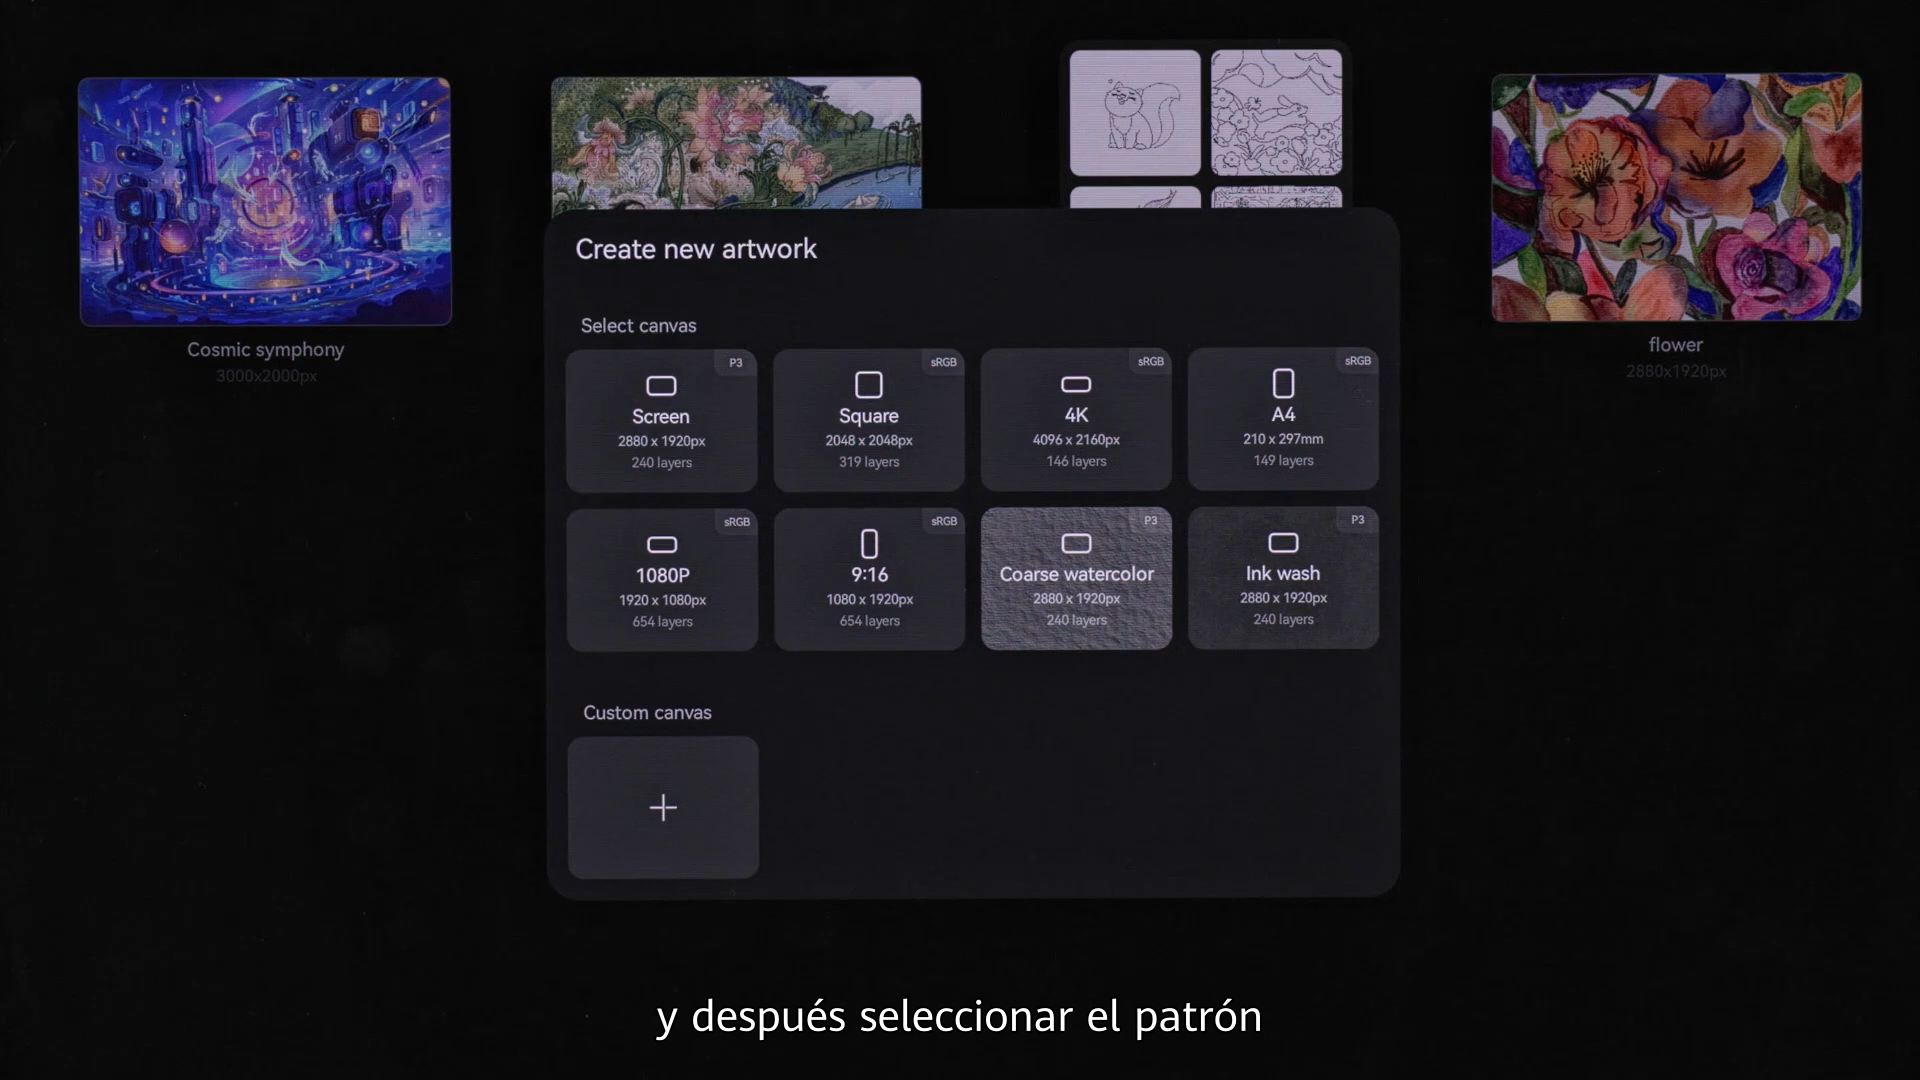 Create new artwork
Select canvas
P3
Screen
2880 x 1920px
240 layers
sRGB
Square
2048 x 2048px
319 layers
sRGB
4K
4096 x 2160px
146 layers
sRGB
A4
210 x 297mm
149 layers
sRGB
1080P
1920 x 1080px
654 layers
sRGB
9:16
1080 x 1920px
654 layers
P3
Coarse watercolor
2880 x 1920px
240 layers
P3
Ink wash
2880 x 1920px
240 layers
Custom canvas
Cosmic symphony
3000x2000px
flower
2880x1920px
y después seleccionar el patrón